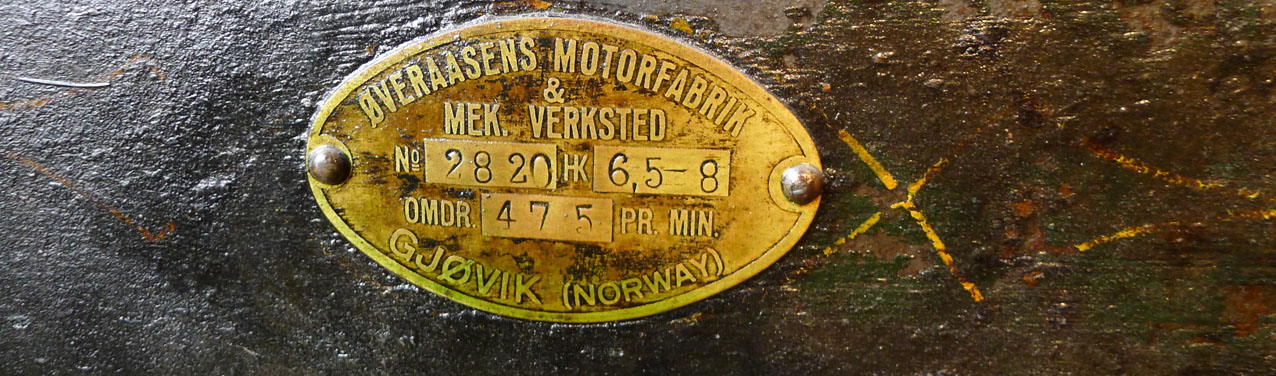 ØVERAASENS MOTORFABRIK
&
MEK. VERKSTED
No 2820 HK 6,5-8
OMDR. 475 PR. MIN.
GJØVIK (NORWAY)